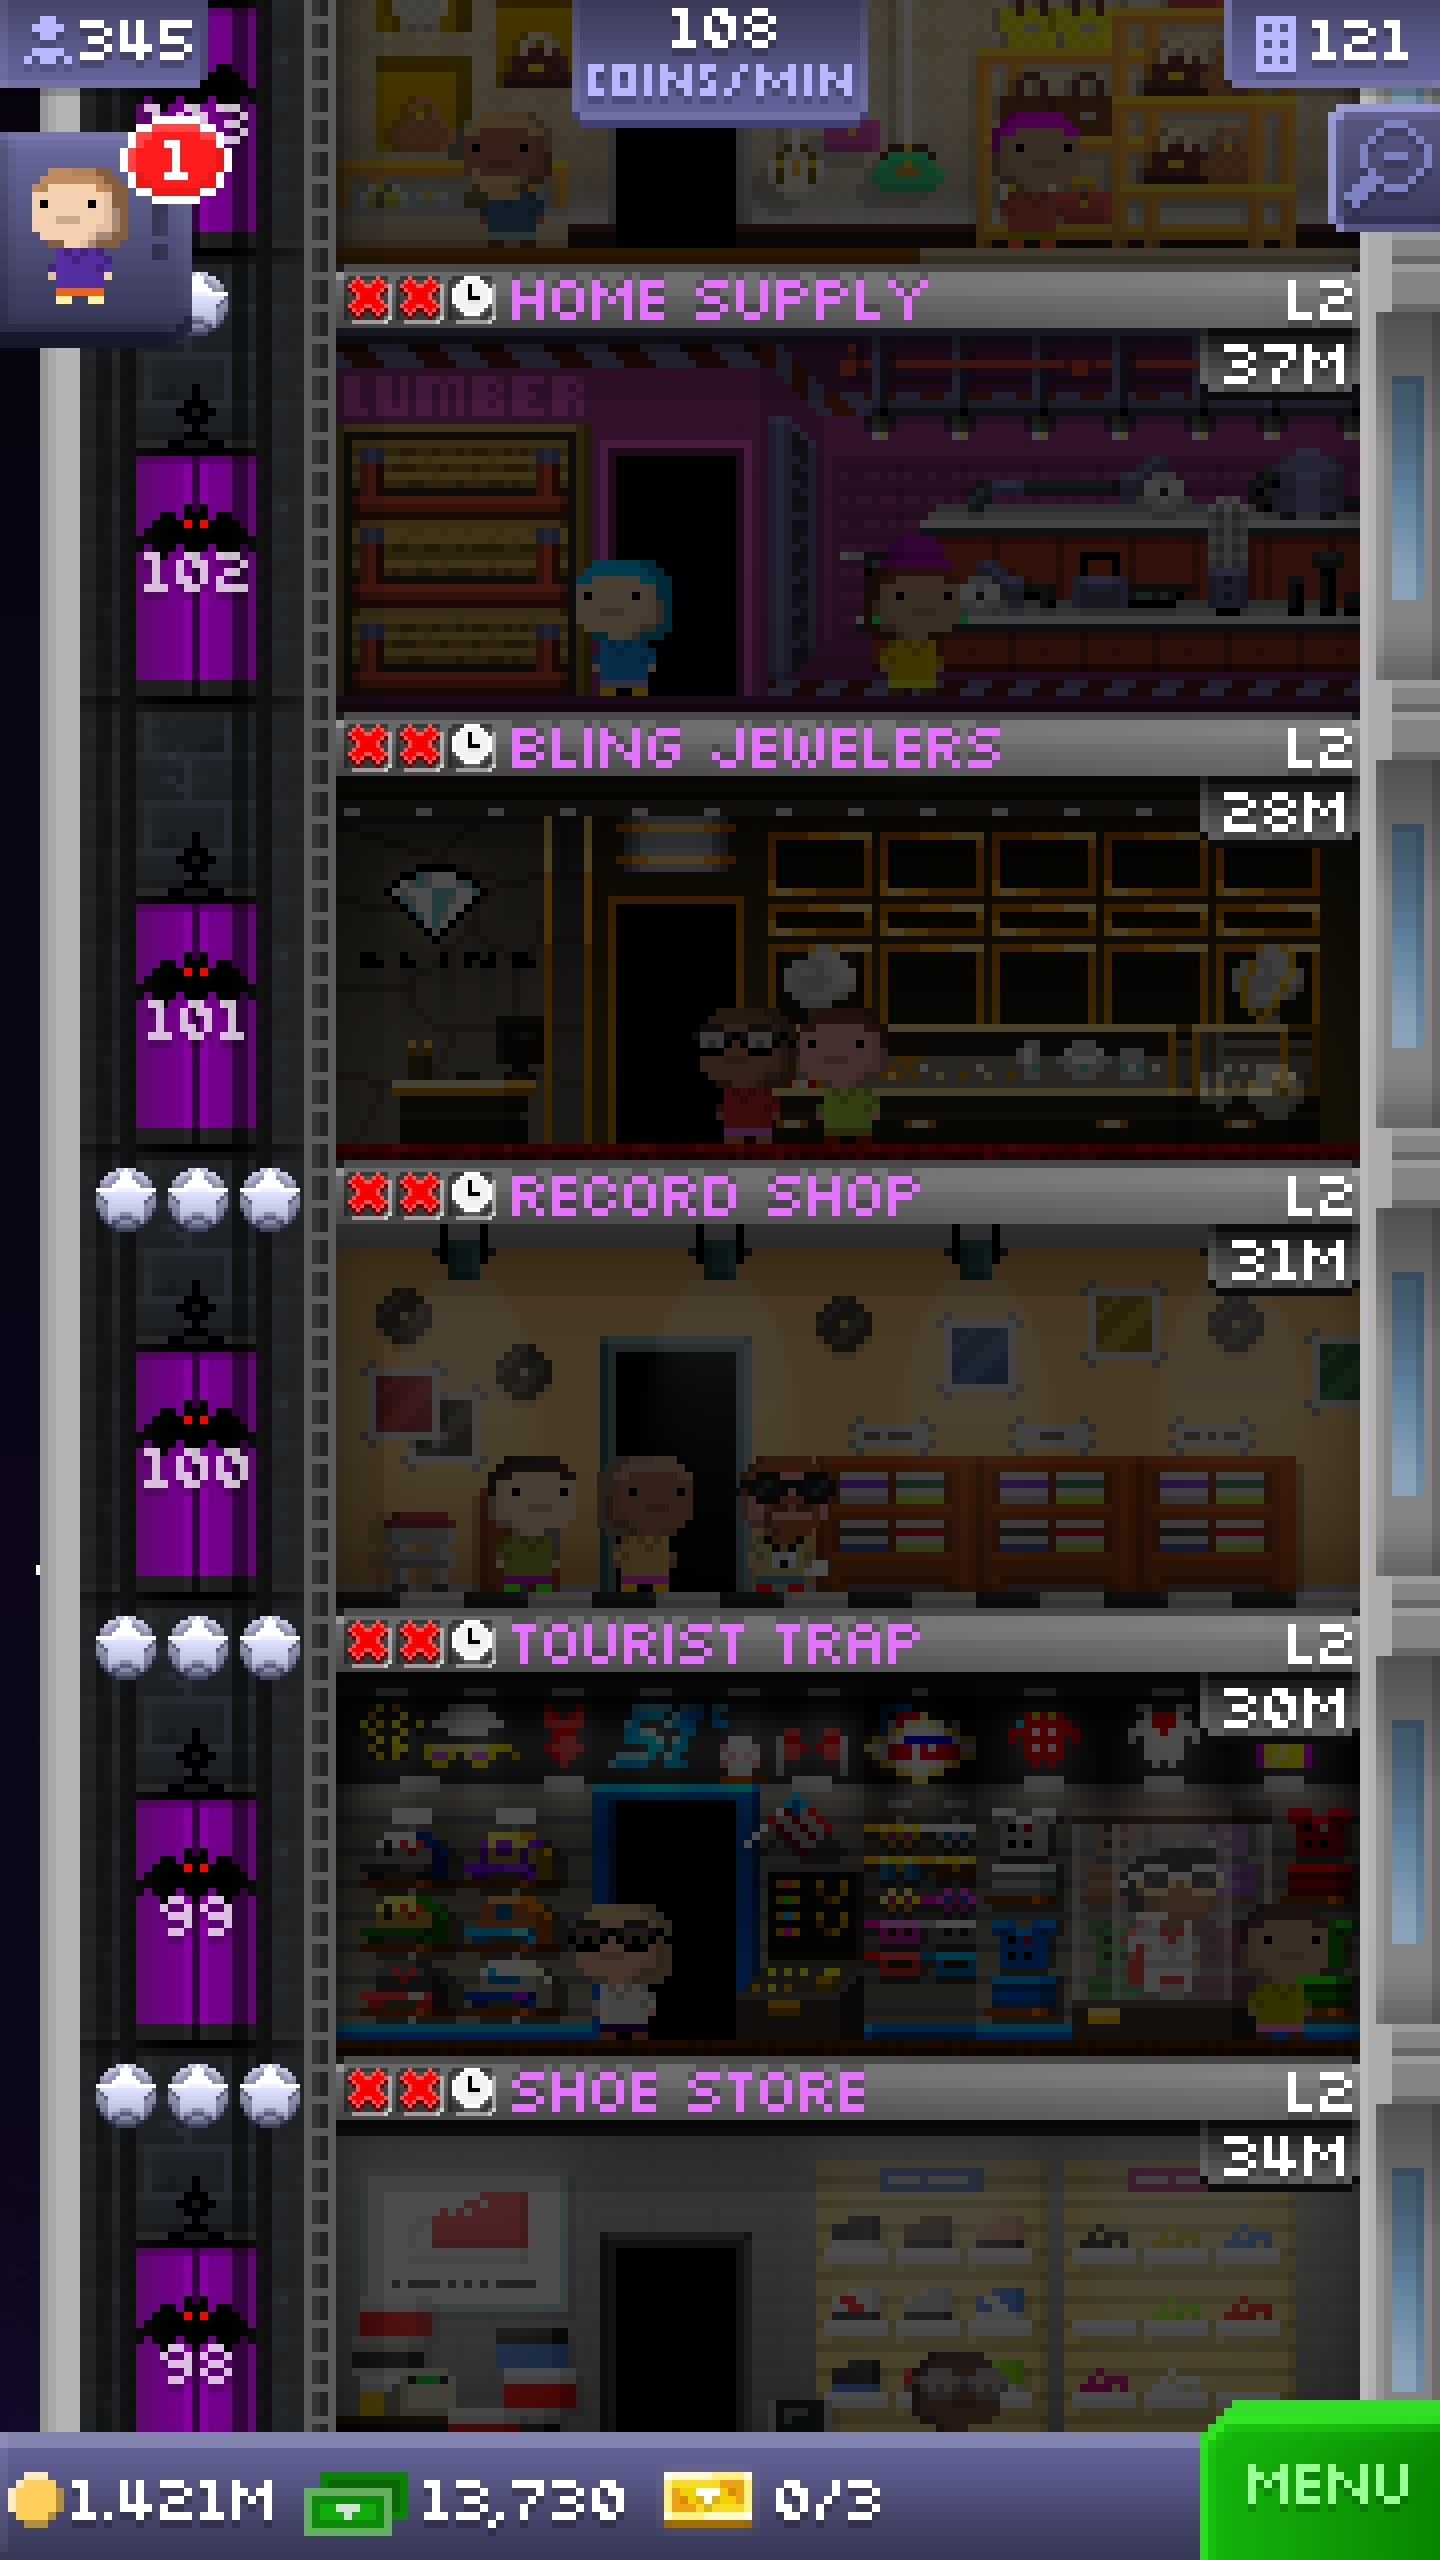 345
108
COINS/MIN
121
1
HOME SUPPLY L2
37M
LUMBER
102
BLING JEWELERS L2
28M
BLING
101
RECORD SHOP L2
31M
100
TOURIST TRAP L2
30M
99
SHOE STORE L2
34M
98
1.421M 13,730 0/3
MENU